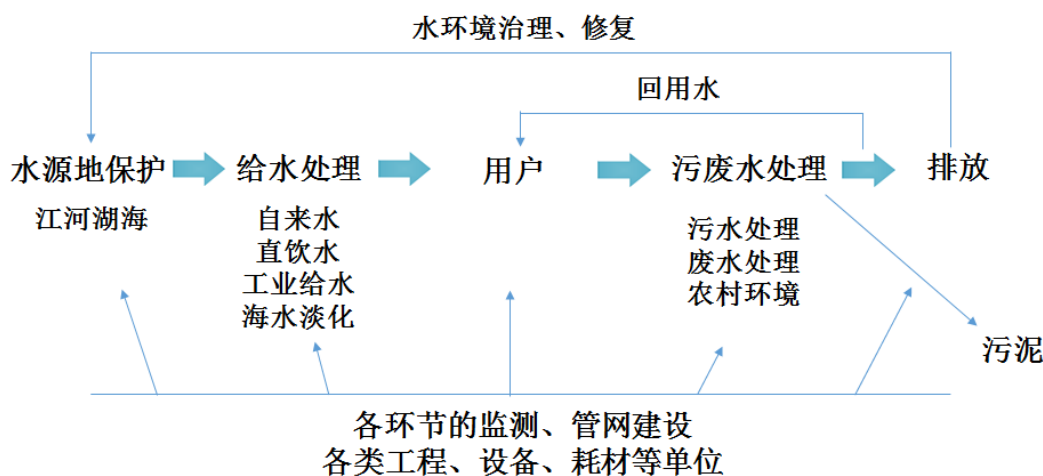 水环境治理、修复
回用水
水源地保护
给水处理
用户
污废水处理
排放
江河湖海
自来水
直饮水
工业给水
海水淡化
污水处理
废水处理
农村环境
污泥
各环节的监测、管网建设
各类工程、设备、耗材等单位